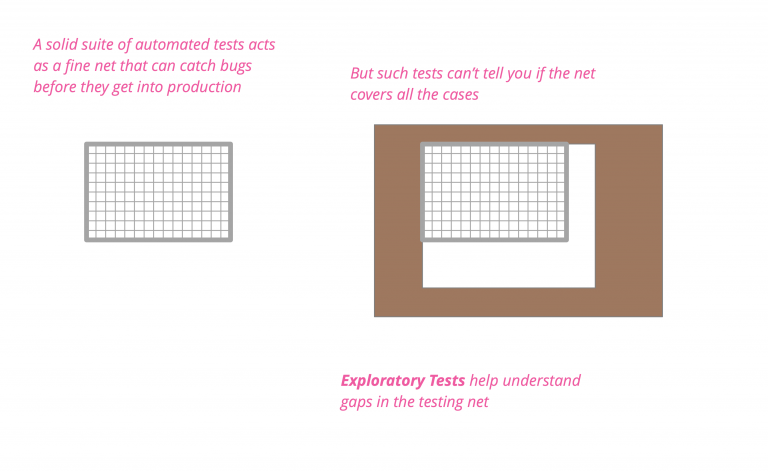 A solid suite of automated tests acts
as a fine net that can catch bugs
before they get into production
But such tests can’t tell you if the net
covers all the cases
Exploratory Tests help understand
gaps in the testing net